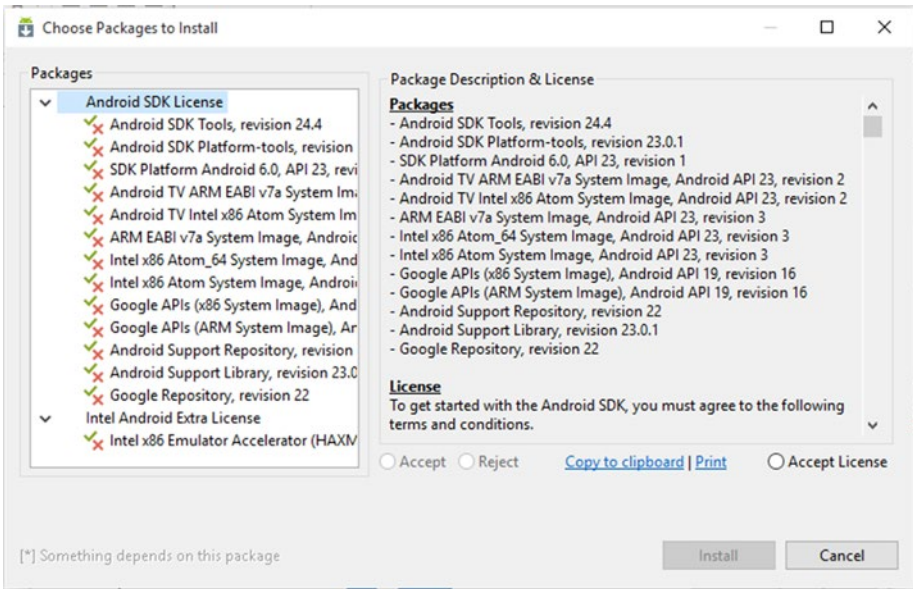 Choose Packages to Install
Packages
Android SDK License
Android SDK Tools, revision 24.4
Android SDK Platform-tools, revision
SDK Platform Android 6.0, API 23, revi
Android TV ARM EABI v7a System Ima
Android TV Intel x86 Atom System Im
ARM EABI v7a System Image, Android
Intel x86 Atom_64 System Image, And
Intel x86 Atom System Image, Androi
Google APIs (x86 System Image), And
Google APIs (ARM System Image), An
Android Support Repository, revision
Android Support Library, revision 23.0
Google Repository, revision 22
Intel Android Extra License
Intel x86 Emulator Accelerator (HAXM
Package Description & License
Packages
- Android SDK Tools, revision 24.4
- Android SDK Platform-tools, revision 23.0.1
- SDK Platform Android 6.0, API 23, revision 1
- Android TV ARM EABI v7a System Image, Android API 23, revision 2
- Android TV Intel x86 Atom System Image, Android API 23, revision 2
- ARM EABI v7a System Image, Android API 23, revision 3
- Intel x86 Atom_64 System Image, Android API 23, revision 3
- Intel x86 Atom System Image, Android API 23, revision 3
- Google APIs (x86 System Image), Android API 19, revision 16
- Google APIs (ARM System Image), Android API 19, revision 16
- Android Support Repository, revision 22
- Android Support Library, revision 23.0.1
- Google Repository, revision 22
License
To get started with the Android SDK, you must agree to the following
terms and conditions.
Accept Reject Copy to clipboard | Print Accept License
[*] Something depends on this package
Install Cancel